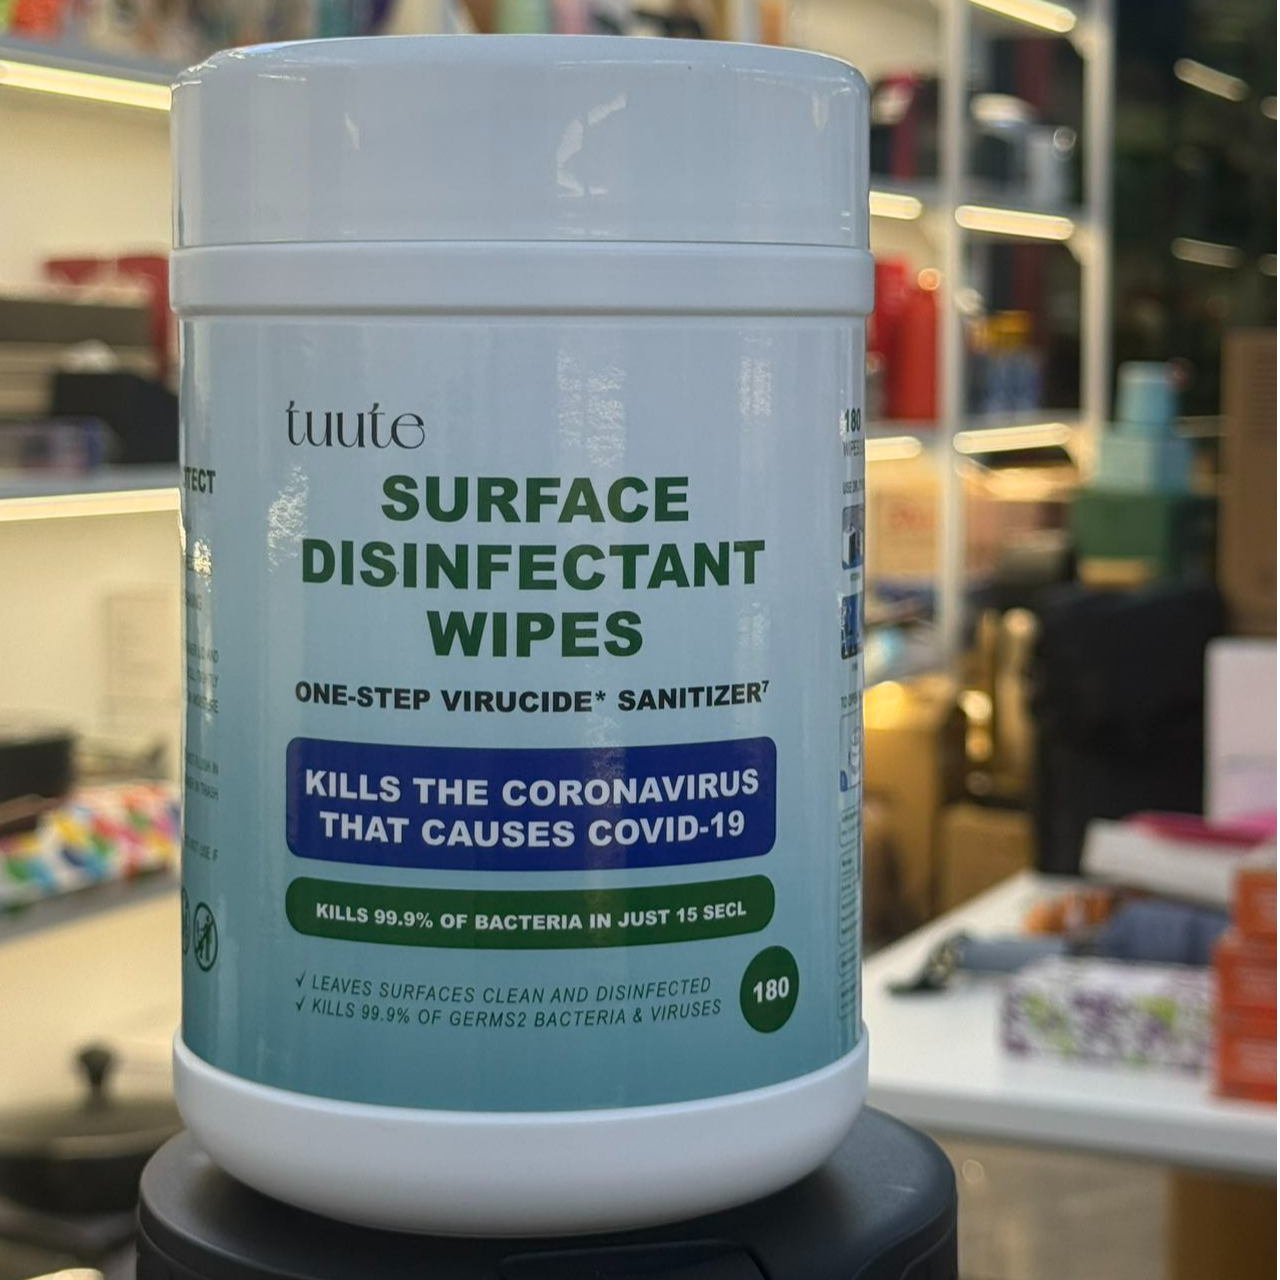 tuute
SURFACE
DISINFECTANT
WIPES
ONE-STEP VIRUCIDE* SANITIZER⁷
KILLS THE CORONAVIRUS
THAT CAUSES COVID-19
KILLS 99.9% OF BACTERIA IN JUST 15 SECL
√ LEAVES SURFACES CLEAN AND DISINFECTED
√ KILLS 99.9% OF GERMS2 BACTERIA & VIRUSES
180
180